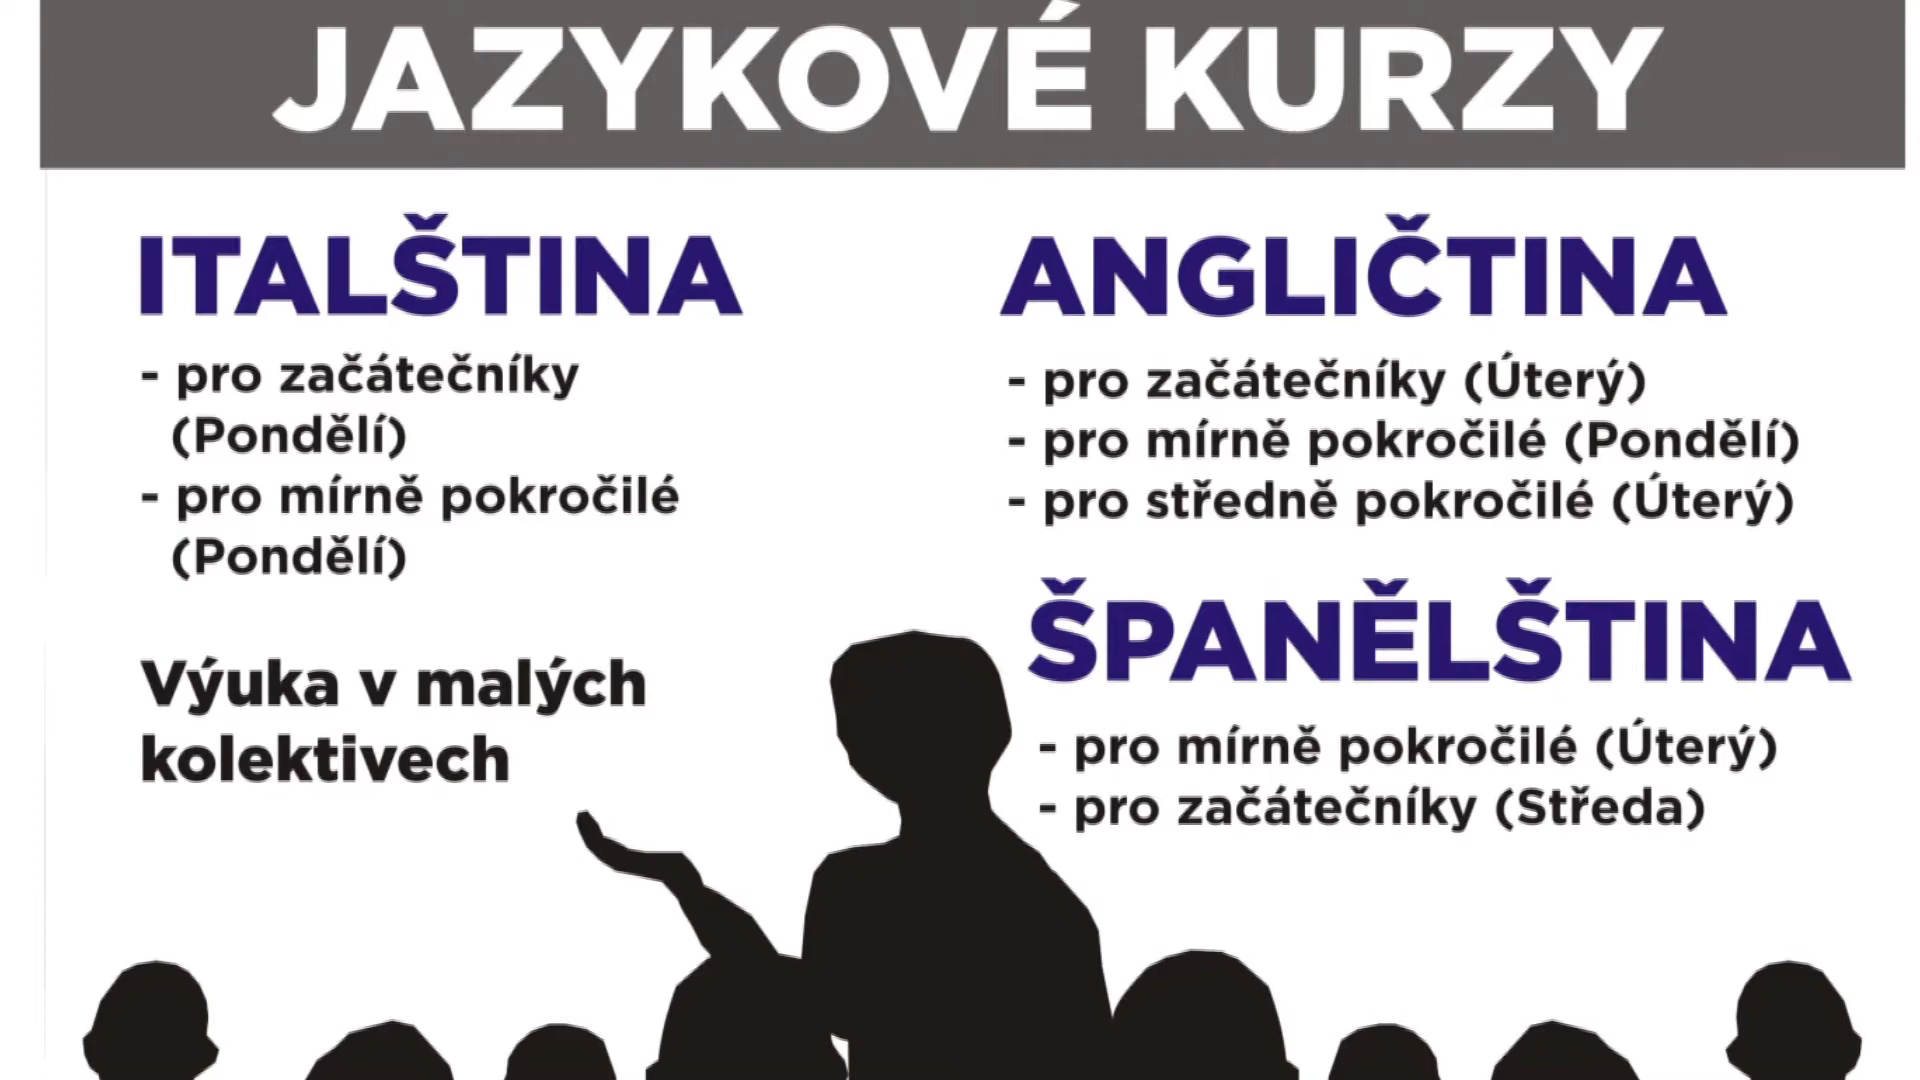 JAZYKOVÉ KURZY
ITALŠTINA
- pro začátečníky
(Pondělí)
- pro mírně pokročilé
(Pondělí)
Výuka v malých
kolektivech
ANGLIČTINA
- pro začátečníky (Úterý)
- pro mírně pokročilé (Pondělí)
- pro středně pokročilé (Úterý)
ŠPANĚLŠTINA
- pro mírně pokročilé (Úterý)
- pro začátečníky (Středa)